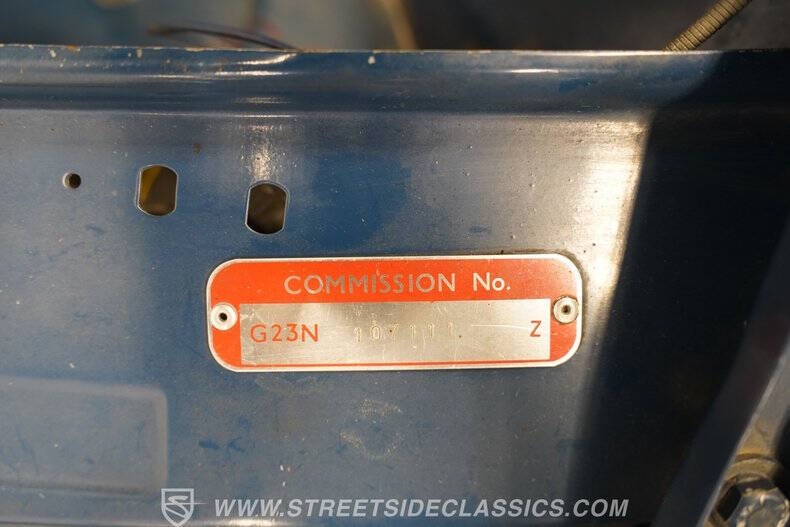 COMMISSION No.
G23N 107111 Z
WWW.STREETSIDECLASSICS.COM